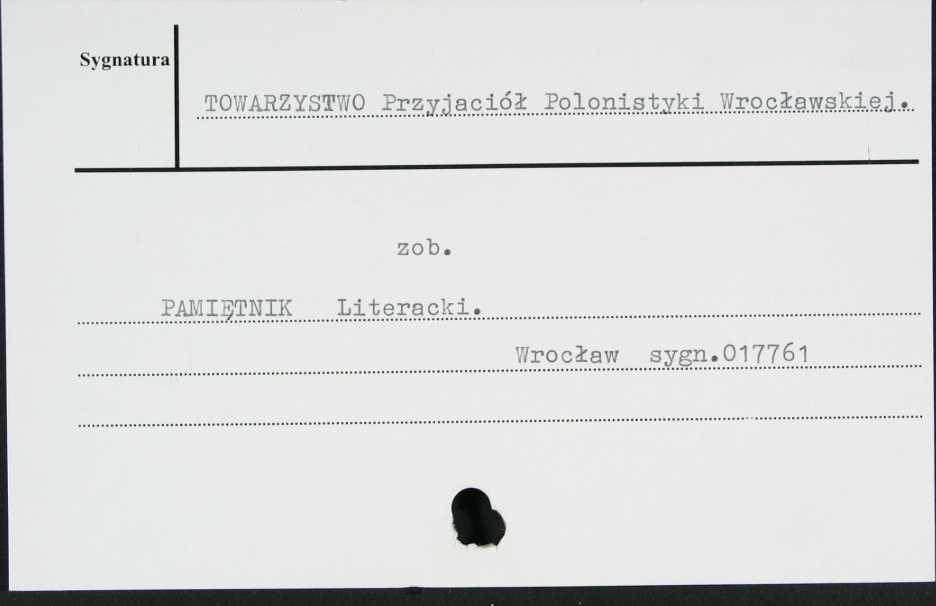 Sygnatura
TOWARZYSTWO Przyjaciół Polonistyki Wrocławskiej.
zob.
PAMIĘTNIK Literacki.
Wrocław sygn.017761